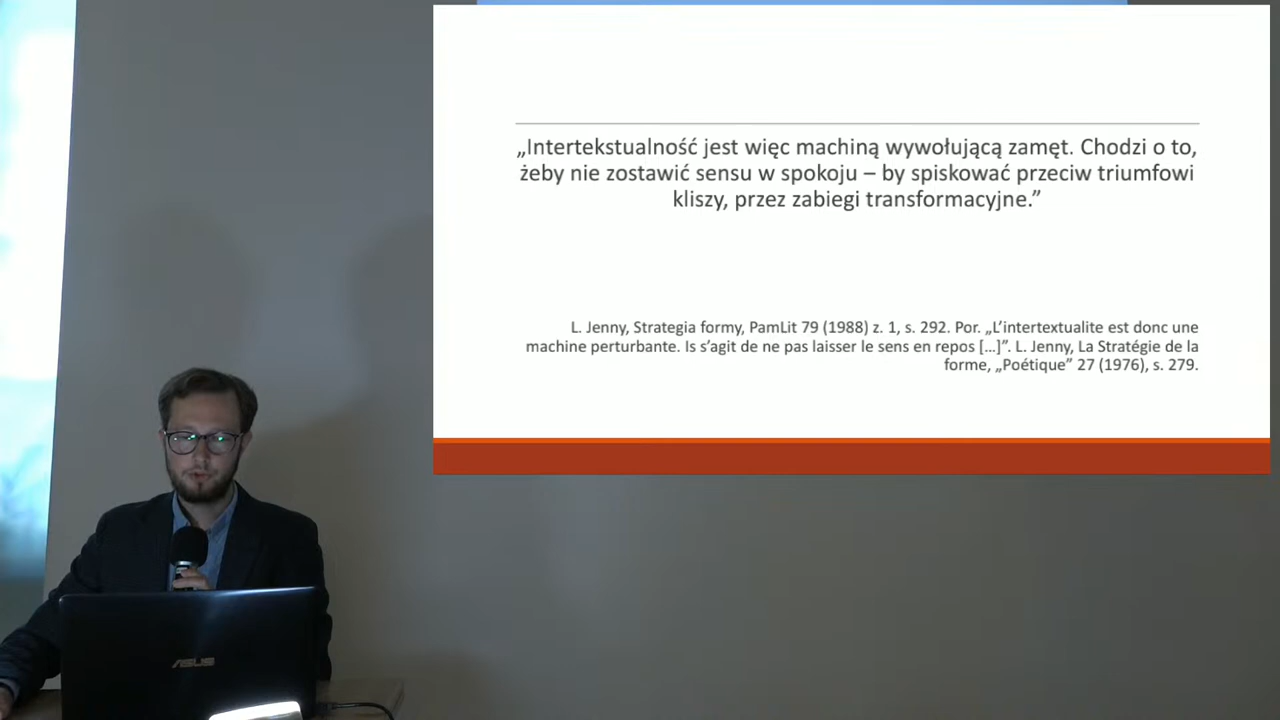 „Intertekstualność jest więc machiną wywołującą zamęt. Chodzi o to,
żeby nie zostawić sensu w spokoju – by spiskować przeciw triumfowi
kliszy, przez zabiegi transformacyjne.”
L. Jenny, Strategia formy, PamLit 79 (1988) z. 1, s. 292. Por. „L’intertextualite est donc une
machine perturbante. Is s’agit de ne pas laisser le sens en repos […]”. L. Jenny, La Stratégie de la
forme, „Poétique” 27 (1976), s. 279.
ASUS